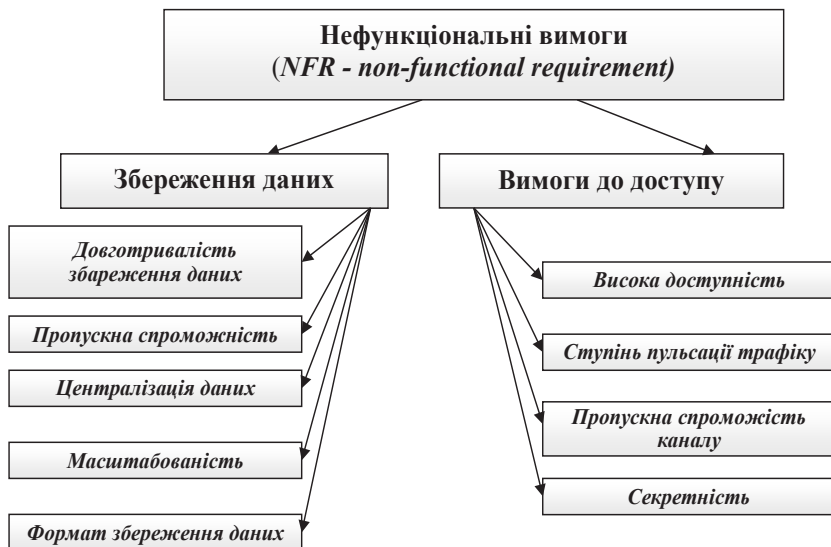 Нефункціональні вимоги
(NFR - non-functional requirement)
Збереження даних
Вимоги до доступу
Довготривалість
збареження даних
Пропускна спроможність
Централізація даних
Масштабованість
Формат збереження даних
Висока доступність
Ступінь пульсації трафіку
Пропускна спроможість
каналу
Секретність